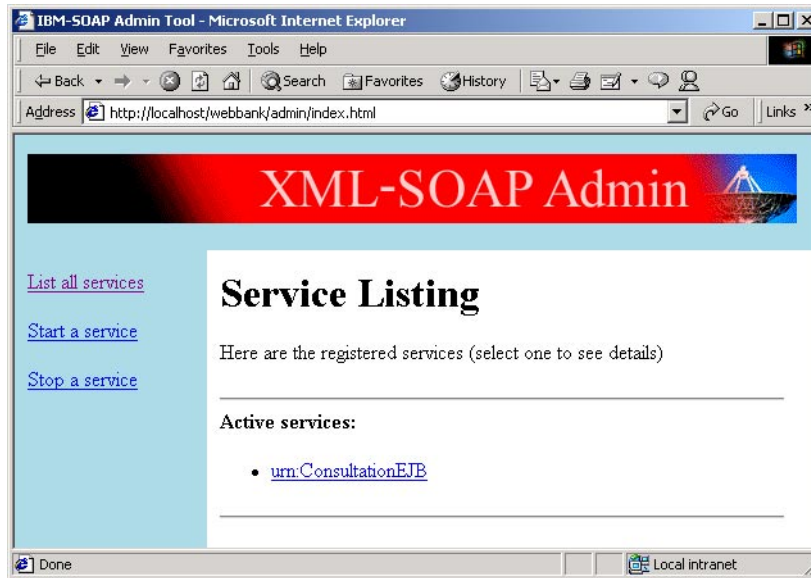 IBM-SOAP Admin Tool - Microsoft Internet Explorer
File Edit View Favorites Tools Help
Back Search Favorites History
Address http://localhost/webbank/admin/index.html Go Links »
XML-SOAP Admin
List all services
Start a service
Stop a service
Service Listing
Here are the registered services (select one to see details)
Active services:
• urn:ConsultationEJB
Done Local intranet